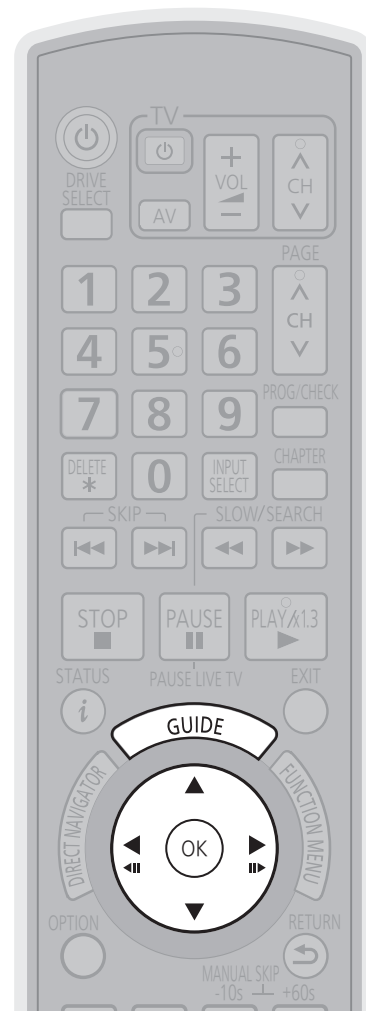 TV
DRIVE
SELECT
AV
+
VOL
−
CH
PAGE
CH
1 2 3
4 5 6
7 8 9
PROG/CHECK
DELETE
*
0
INPUT
SELECT
CHAPTER
SKIP
SLOW/SEARCH
STOP
PAUSE
PLAY/x1.3
STATUS
PAUSE LIVE TV
EXIT
i
GUIDE
DIRECT NAVIGATOR
FUNCTION MENU
OK
OPTION
RETURN
MANUAL SKIP
-10s +60s